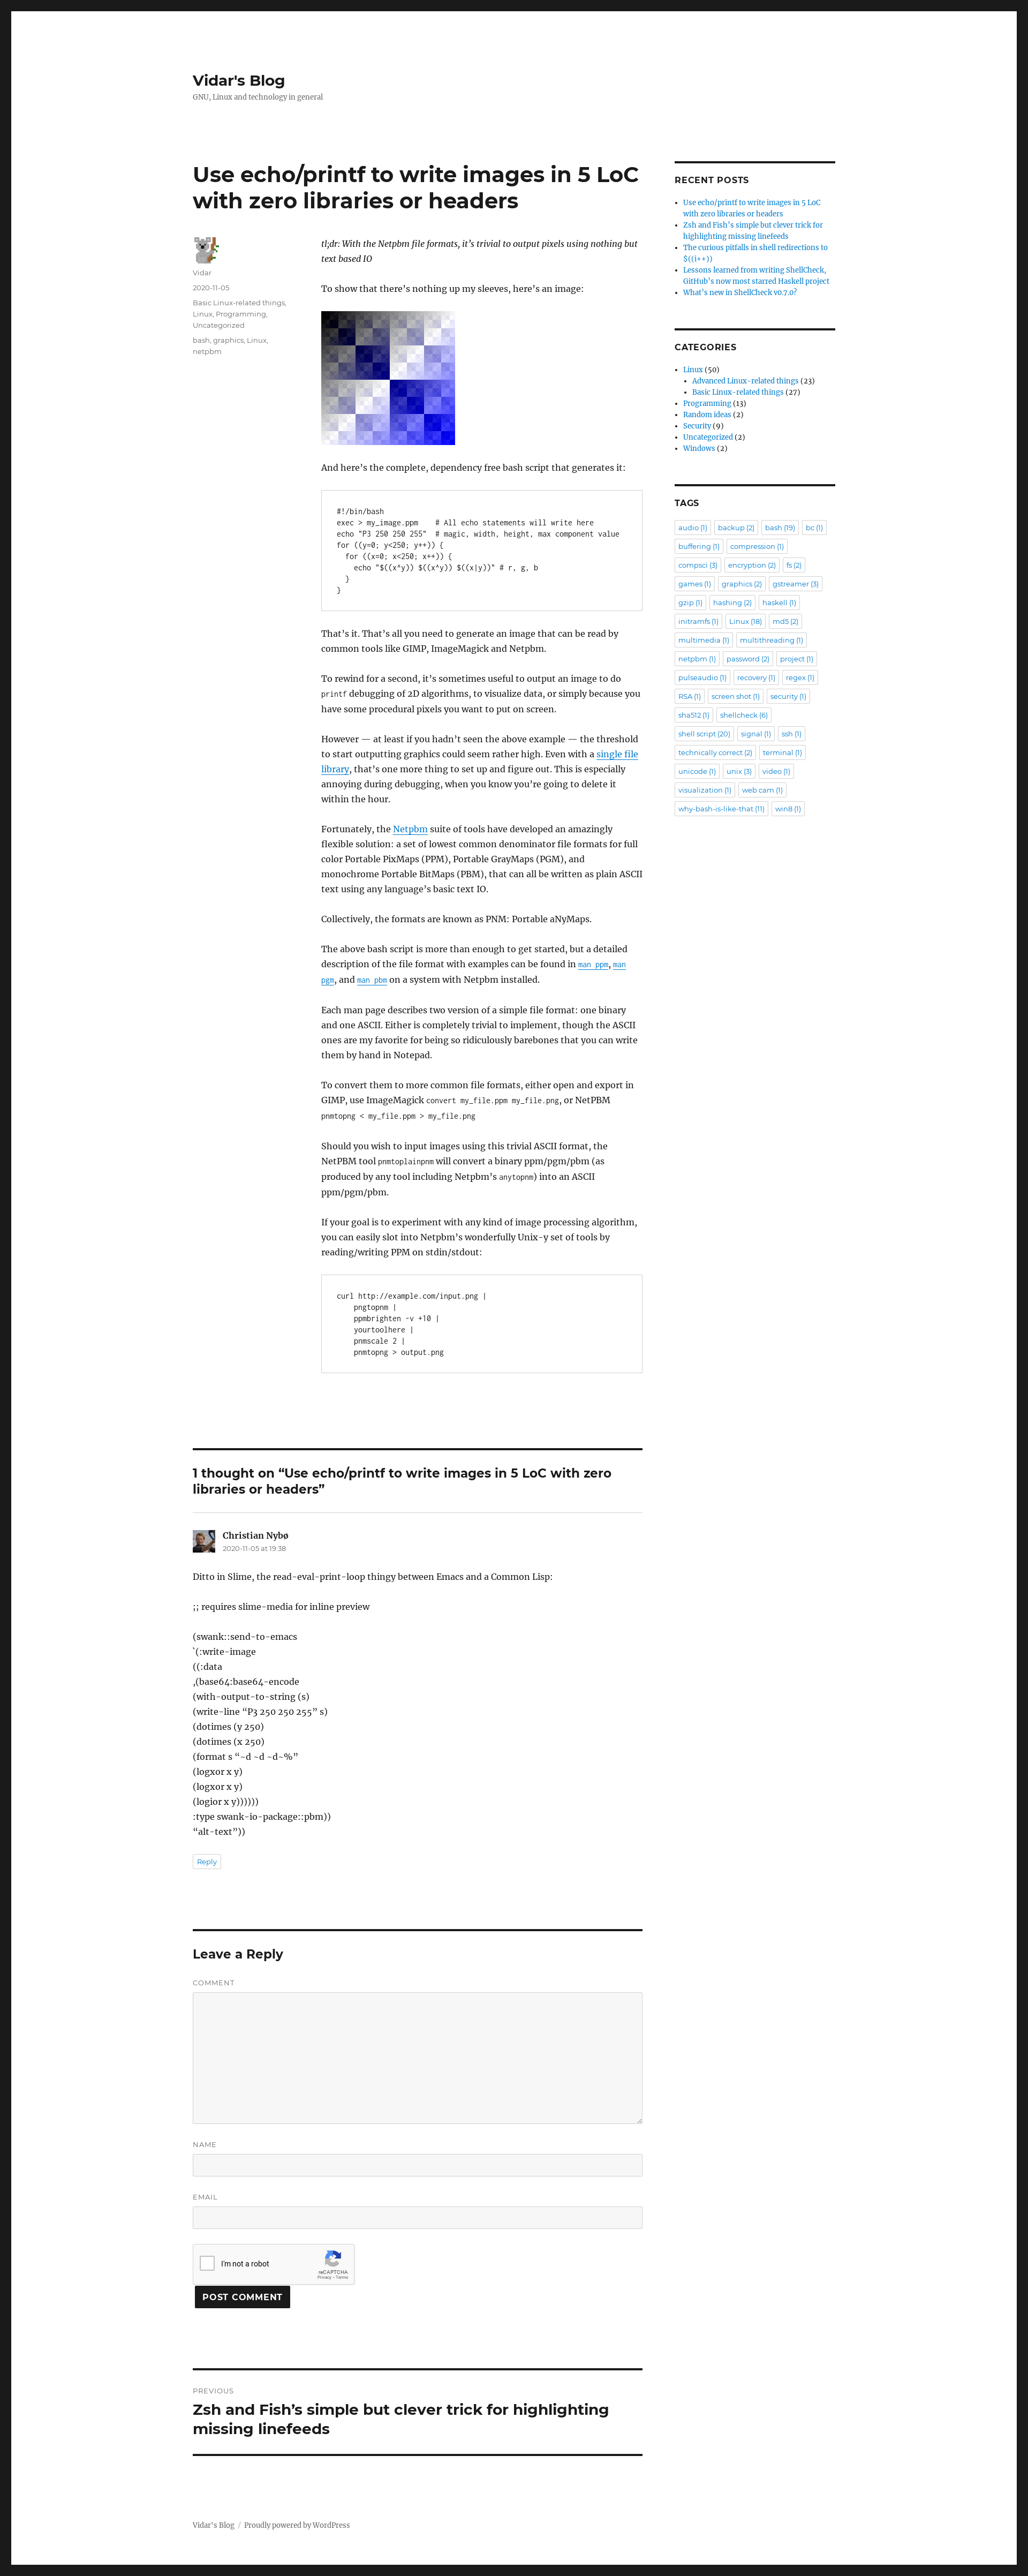 Vidar's Blog
GNU, Linux and technology in general
Use echo/printf to write images in 5 LoC
with zero libraries or headers
Vidar
2020-11-05
Basic Linux-related things,
Linux, Programming,
Uncategorized
bash, graphics, Linux,
netpbm
tl;dr: With the Netpbm file formats, it’s trivial to output pixels using nothing but
text based IO
To show that there’s nothing up my sleeves, here’s an image:
And here’s the complete, dependency free bash script that generates it:
#!/bin/bash
exec > my_image.ppm    # All echo statements will write here
echo "P3 250 250 255"  # magic, width, height, max component value
for ((y=0; y<250; y++)) {
  for ((x=0; x<250; x++)) {
    echo "$((x^y)) $((x^y)) $((x|y))" # r, g, b
  }
}
That’s it. That’s all you need to generate an image that can be read by
common tools like GIMP, ImageMagick and Netpbm.
To rewind for a second, it’s sometimes useful to output an image to do
printf debugging of 2D algorithms, to visualize data, or simply because you
have some procedural pixels you want to put on screen.
However — at least if you hadn’t seen the above example — the threshold
to start outputting graphics could seem rather high. Even with a single file
library, that’s one more thing to set up and figure out. This is especially
annoying during debugging, when you know you’re going to delete it
within the hour.
Fortunately, the Netpbm suite of tools have developed an amazingly
flexible solution: a set of lowest common denominator file formats for full
color Portable PixMaps (PPM), Portable GrayMaps (PGM), and
monochrome Portable BitMaps (PBM), that can all be written as plain ASCII
text using any language’s basic text IO.
Collectively, the formats are known as PNM: Portable aNyMaps.
The above bash script is more than enough to get started, but a detailed
description of the file format with examples can be found in man ppm, man
pgm, and man pbm on a system with Netpbm installed.
Each man page describes two version of a simple file format: one binary
and one ASCII. Either is completely trivial to implement, though the ASCII
ones are my favorite for being so ridiculously barebones that you can write
them by hand in Notepad.
To convert them to more common file formats, either open and export in
GIMP, use ImageMagick convert my_file.ppm my_file.png, or NetPBM
pnmtopng < my_file.ppm > my_file.png
Should you wish to input images using this trivial ASCII format, the
NetPBM tool pnmtoplainpnm will convert a binary ppm/pgm/pbm (as
produced by any tool including Netpbm’s anytopnm) into an ASCII
ppm/pgm/pbm.
If your goal is to experiment with any kind of image processing algorithm,
you can easily slot into Netpbm’s wonderfully Unix-y set of tools by
reading/writing PPM on stdin/stdout:
curl http://example.com/input.png |
    pngtopnm |
    ppmbrighten -v +10 |
    yourtoolhere |
    pnmscale 2 |
    pnmtopng > output.png
1 thought on “Use echo/printf to write images in 5 LoC with zero
libraries or headers”
Christian Nybø
2020-11-05 at 19:38
Ditto in Slime, the read-eval-print-loop thingy between Emacs and a Common Lisp:
;; requires slime-media for inline preview
(swank::send-to-emacs
`(:write-image
((:data
,(base64:base64-encode
(with-output-to-string (s)
(write-line “P3 250 250 255” s)
(dotimes (y 250)
(dotimes (x 250)
(format s “~d ~d ~d~%”
(logxor x y)
(logxor x y)
(logior x y))))))
:type swank-io-package::pbm))
“alt-text”))
Reply
Leave a Reply
COMMENT
NAME
EMAIL
I'm not a robot
reCAPTCHA
Privacy - Terms
POST COMMENT
PREVIOUS
Zsh and Fish’s simple but clever trick for highlighting
missing linefeeds
RECENT POSTS
Use echo/printf to write images in 5 LoC
with zero libraries or headers
Zsh and Fish’s simple but clever trick for
highlighting missing linefeeds
The curious pitfalls in shell redirections to
$((i++))
Lessons learned from writing ShellCheck,
GitHub’s now most starred Haskell project
What’s new in ShellCheck v0.7.0?
CATEGORIES
Linux (50)
Advanced Linux-related things (23)
Basic Linux-related things (27)
Programming (13)
Random ideas (2)
Security (9)
Uncategorized (2)
Windows (2)
TAGS
audio (1) backup (2) bash (19) bc (1)
buffering (1) compression (1)
compsci (3) encryption (2) fs (2)
games (1) graphics (2) gstreamer (3)
gzip (1) hashing (2) haskell (1)
initramfs (1) Linux (18) md5 (2)
multimedia (1) multithreading (1)
netpbm (1) password (2) project (1)
pulseaudio (1) recovery (1) regex (1)
RSA (1) screen shot (1) security (1)
sha512 (1) shellcheck (6)
shell script (20) signal (1) ssh (1)
technically correct (2) terminal (1)
unicode (1) unix (3) video (1)
visualization (1) web cam (1)
why-bash-is-like-that (11) win8 (1)
Vidar's Blog / Proudly powered by WordPress